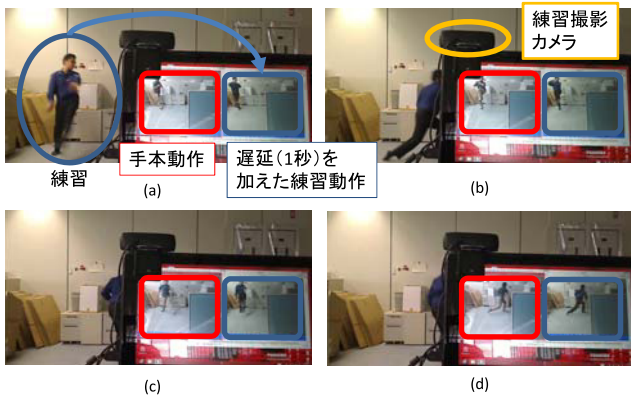 練習撮影
カメラ
練習
手本動作
遅延(1秒)を
加えた練習動作
(a)
(b)
(c)
(d)